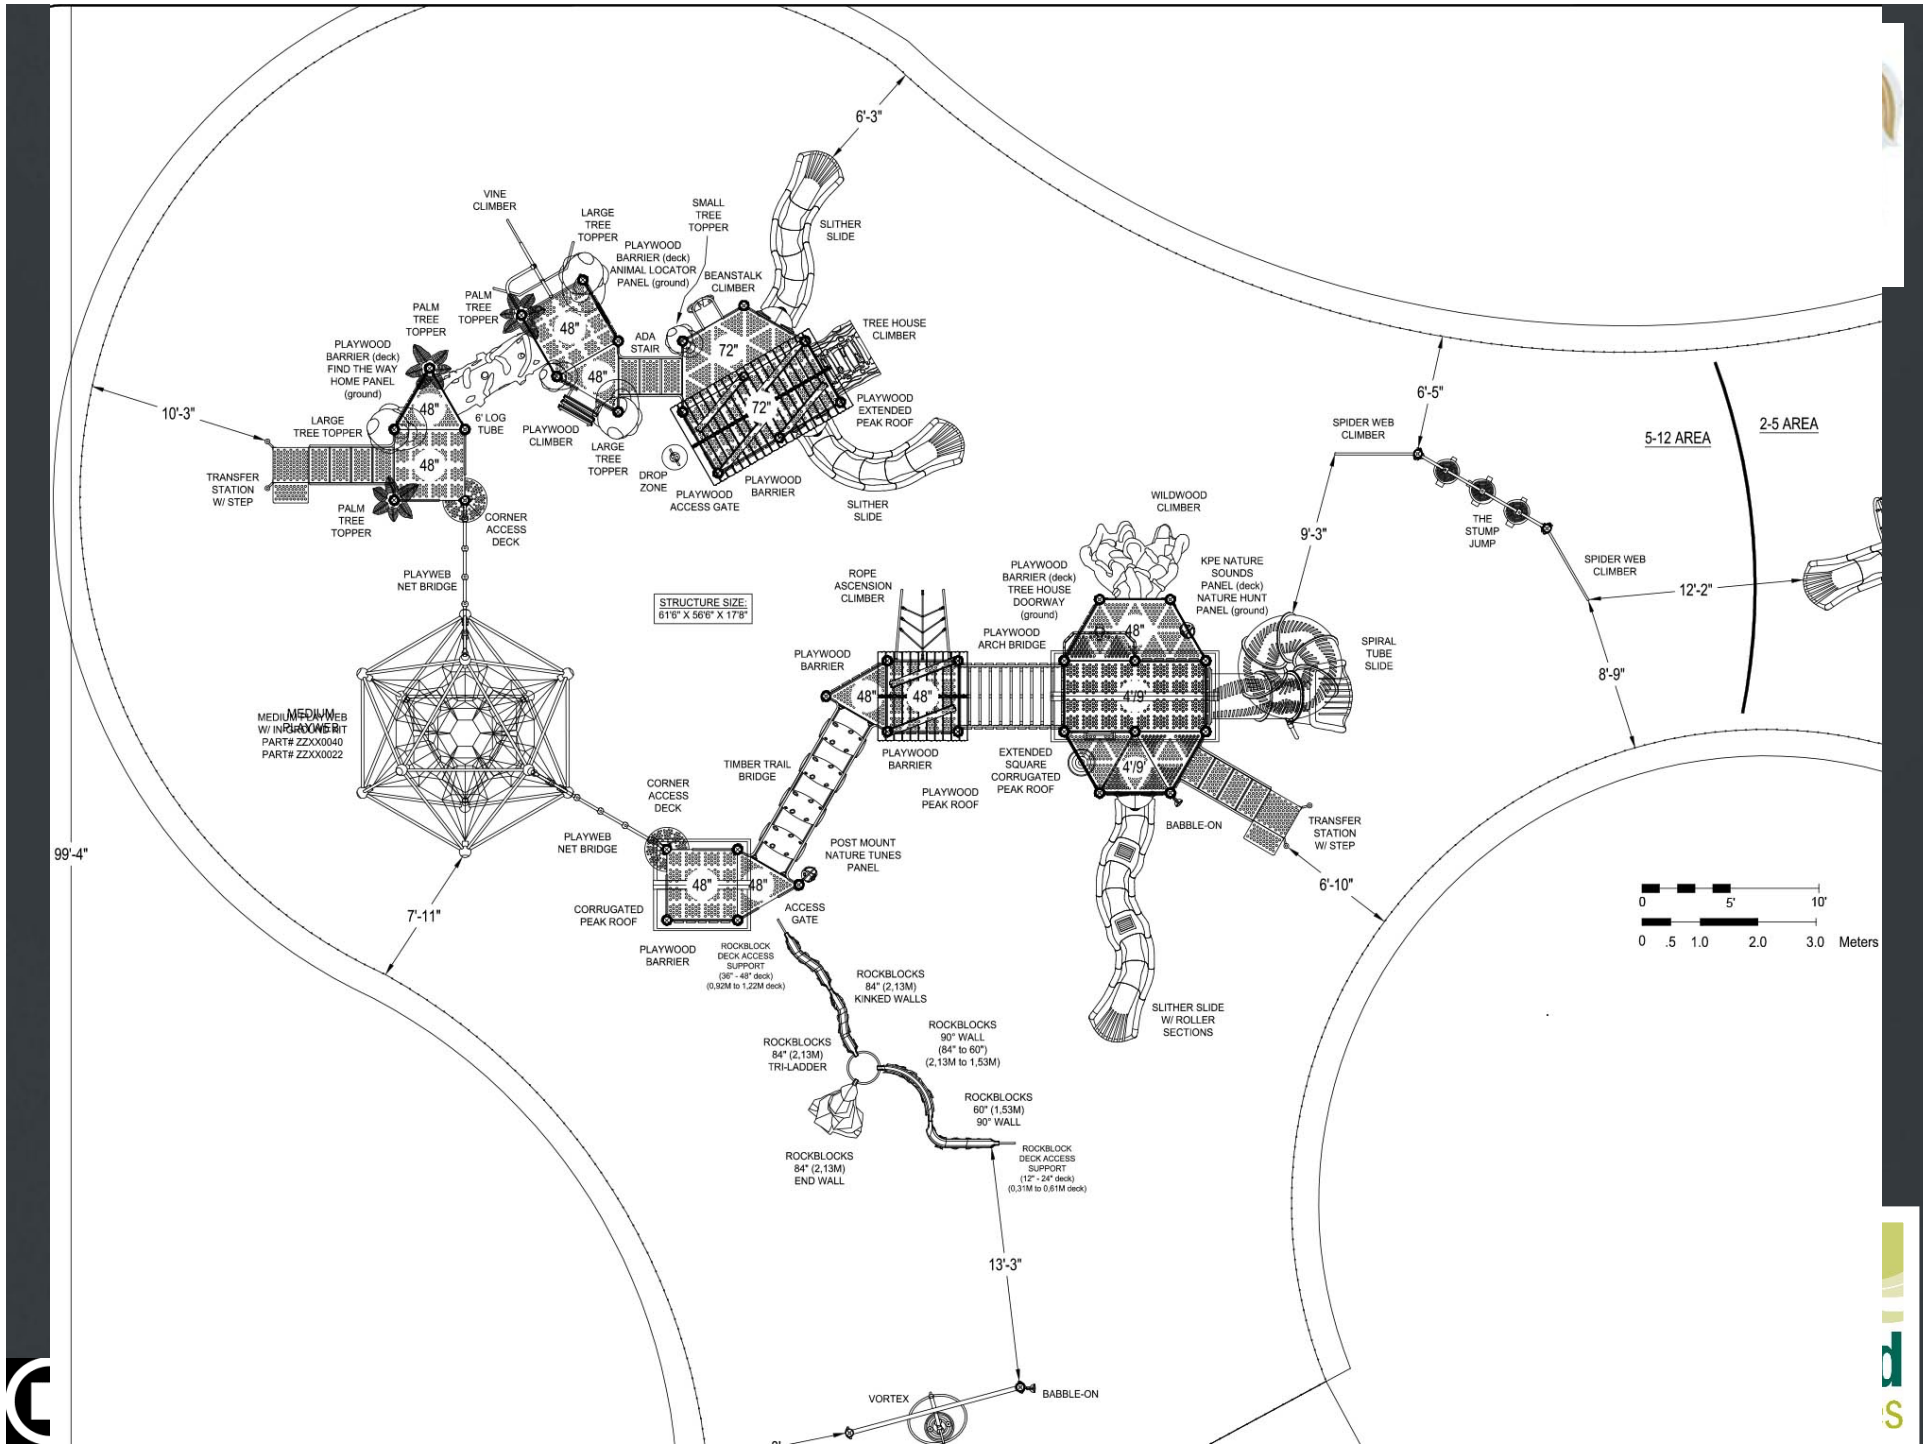 6'-3"
VINE
CLIMBER
LARGE
TREE
TOPPER
SMALL
TREE
TOPPER
SLITHER
SLIDE
PLAYWOOD
BARRIER (deck)
ANIMAL LOCATOR
PANEL (ground)
BEANSTALK
CLIMBER
PALM
TREE
TOPPER
PALM
TREE
TOPPER
48"
ADA
STAIR
72"
TREE HOUSE
CLIMBER
PLAYWOOD
BARRIER (deck)
FIND THE WAY
HOME PANEL
(ground)
48"
72"
PLAYWOOD
EXTENDED
PEAK ROOF
10'-3"
48"
LARGE
TREE TOPPER
6' LOG
TUBE
PLAYWOOD
CLIMBER
LARGE
TREE
TOPPER
48"
DROP
ZONE
PLAYWOOD
BARRIER
PLAYWOOD
ACCESS GATE
SLITHER
SLIDE
TRANSFER
STATION
W/ STEP
PALM
TREE
TOPPER
CORNER
ACCESS
DECK
6'-5"
SPIDER WEB
CLIMBER
5-12 AREA
2-5 AREA
WILDWOOD
CLIMBER
9'-3"
THE
STUMP
JUMP
SPIDER WEB
CLIMBER
12'-2"
PLAYWEB
NET BRIDGE
STRUCTURE SIZE:
61'6" X 56'6" X 17'8"
ROPE
ASCENSION
CLIMBER
PLAYWOOD
BARRIER (deck)
TREE HOUSE
DOORWAY
(ground)
KPE NATURE
SOUNDS
PANEL (deck)
NATURE HUNT
PANEL (ground)
PLAYWOOD
ARCH BRIDGE
48"
SPIRAL
TUBE
SLIDE
PLAYWOOD
BARRIER
48"
48"
4'/9'
8'-9"
MEDIUM
PLAYWEB
MEDIUM PLAYWEB
W/ IN-GROUND KIT
PART# ZZXX0040
PART# ZZXX0022
TIMBER TRAIL
BRIDGE
PLAYWOOD
BARRIER
EXTENDED
SQUARE
CORRUGATED
PEAK ROOF
4'/9'
PLAYWOOD
PEAK ROOF
CORNER
ACCESS
DECK
BABBLE-ON
TRANSFER
STATION
W/ STEP
PLAYWEB
NET BRIDGE
POST MOUNT
NATURE TUNES
PANEL
99'-4"
48"
48"
6'-10"
7'-11"
CORRUGATED
PEAK ROOF
ACCESS
GATE
0 5' 10'
0 .5 1.0 2.0 3.0 Meters
PLAYWOOD
BARRIER
ROCKBLOCK
DECK ACCESS
SUPPORT
(36" - 48" deck)
(0,92M to 1,22M deck)
ROCKBLOCKS
84" (2,13M)
KINKED WALLS
SLITHER SLIDE
W/ ROLLER
SECTIONS
ROCKBLOCKS
84" (2,13M)
TRI-LADDER
ROCKBLOCKS
90° WALL
(84" to 60")
(2,13M to 1,53M)
ROCKBLOCKS
60" (1,53M)
90° WALL
ROCKBLOCKS
84" (2,13M)
END WALL
ROCKBLOCK
DECK ACCESS
SUPPORT
(12" - 24" deck)
(0,31M to 0,61M deck)
13'-3"
VORTEX
BABBLE-ON
d
s